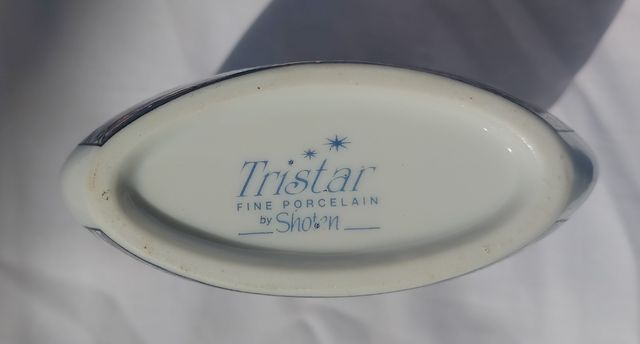 Tristar
FINE PORCELAIN
by Shoten